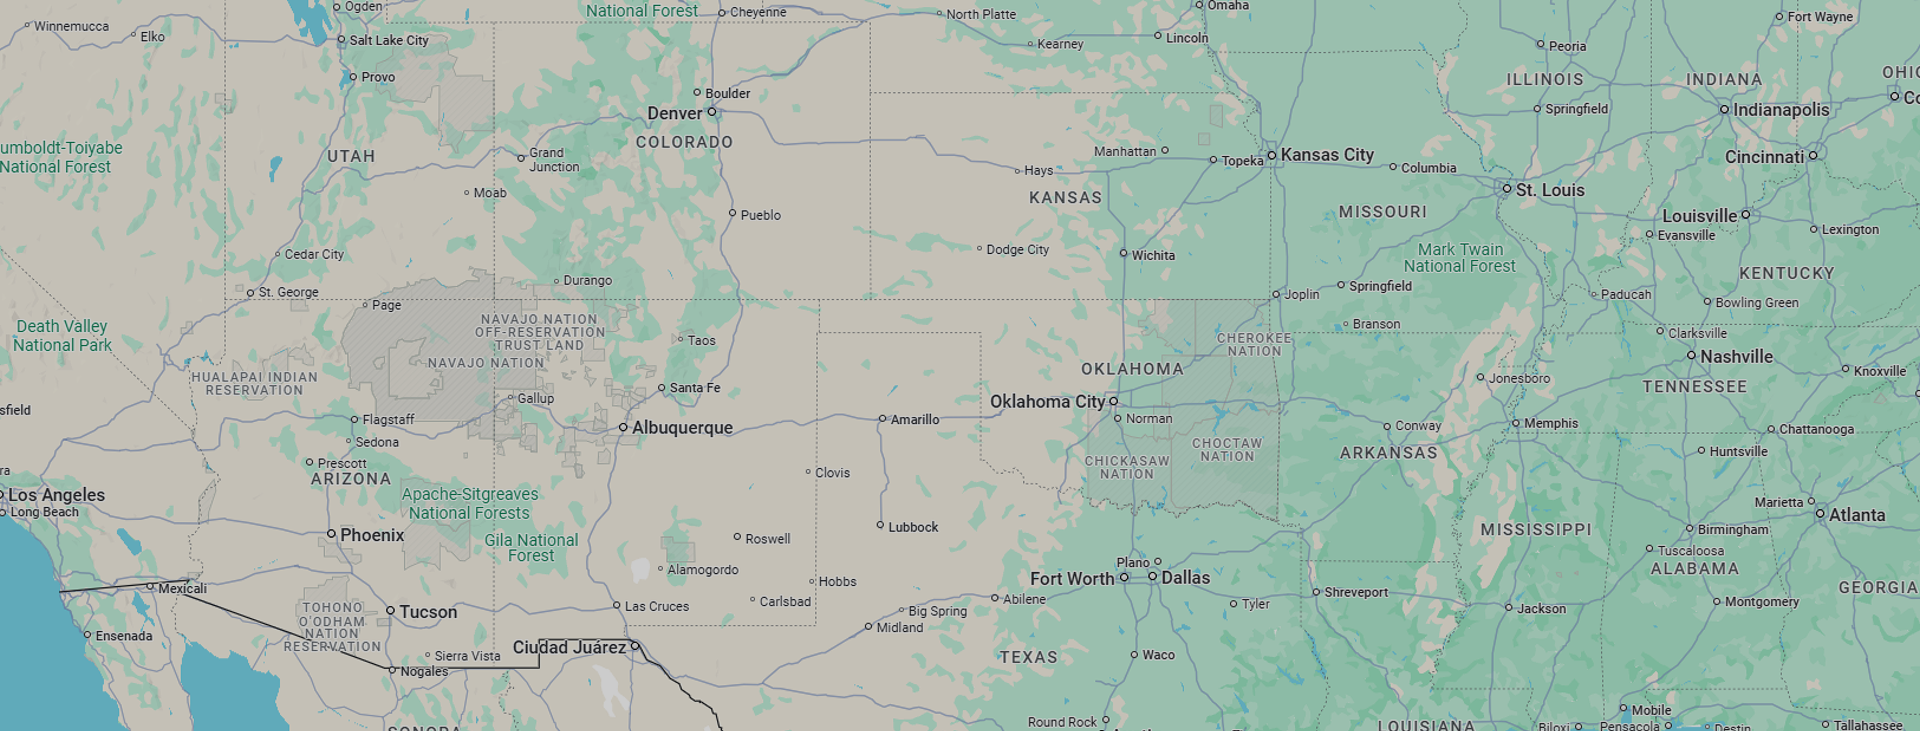 Ogden
National Forest
Cheyenne
North Platte
Omaha
Fort Wayne
Winnemucca
Elko
Salt Lake City
Kearney
Lincoln
Peoria
Provo
ILLINOIS
INDIANA
Boulder
Denver
Springfield
Indianapolis
COLORADO
UTAH
Grand
Junction
Manhattan
Topeka
Kansas City
Columbia
Cincinnati
umboldt-Toiyabe
National Forest
Hays
KANSAS
Moab
St. Louis
MISSOURI
Pueblo
Louisville
Evansville
Lexington
Cedar City
Dodge City
Wichita
Mark Twain
National Forest
KENTUCKY
St. George
Durango
Page
Joplin
Springfield
Paducah
Bowling Green
NAVAJO NATION
OFF-RESERVATION
TRUST LAND
NAVAJO NATION
Death Valley
National Park
Taos
CHEROKEE
NATION
Branson
Clarksville
Nashville
HUALAPAI INDIAN
RESERVATION
Santa Fe
OKLAHOMA
Jonesboro
TENNESSEE
Knoxville
sfield
Gallup
Flagstaff
Sedona
Albuquerque
Amarillo
Oklahoma City
Norman
Conway
Memphis
Chattanooga
CHOCTAW
NATION
ARKANSAS
Huntsville
ra
Prescott
ARIZONA
Clovis
CHICKASAW
NATION
Los Angeles
Long Beach
Apache-Sitgreaves
National Forests
Marietta
Atlanta
Phoenix
Gila National
Forest
Roswell
Lubbock
MISSISSIPPI
Birmingham
Tuscaloosa
ALABAMA
Alamogordo
Hobbs
Plano
Fort Worth
Dallas
GEORGIA
Mexicali
Carlsbad
Abilene
Tyler
Shreveport
Montgomery
TOHONO
O'ODHAM
NATION
RESERVATION
Tucson
Las Cruces
Big Spring
Midland
Jackson
Ensenada
Sierra Vista
Ciudad Juárez
Nogales
TEXAS
Waco
Mobile
Round Rock
LOUISIANA
Biloxi
Pensacola
Destin
Tallahassee